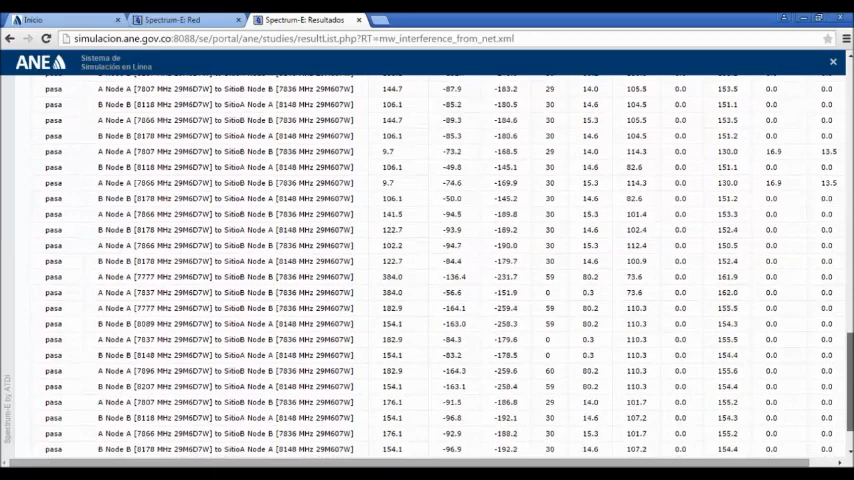 Inicio
Spectrum-E: Red
Spectrum-E: Resultados
simulacion.ane.gov.co:8088/se/portal/ane/studies/resultList.php?RT=mw_interference_from_net.xml
ANE
Sistema de
Simulación en Línea
pasa A Node A [7807 MHz 29M6D7W] to SitioB Node B [7836 MHz 29M607W] 144.7 -87.9 -183.2 29 14.0 105.5 0.0 153.5 0.0 0.0
pasa B Node B [8118 MHz 29M6D7W] to SitioA Node A [8148 MHz 29M607W] 106.1 -85.2 -180.5 30 14.6 104.5 0.0 151.1 0.0 0.0
pasa A Node A [7866 MHz 29M6D7W] to SitioB Node B [7836 MHz 29M607W] 144.7 -89.3 -184.6 30 15.3 105.5 0.0 153.5 0.0 0.0
pasa B Node B [8178 MHz 29M6D7W] to SitioA Node A [8148 MHz 29M607W] 106.1 -85.3 -180.6 30 14.6 104.5 0.0 151.2 0.0 0.0
pasa A Node A [7807 MHz 29M6D7W] to SitioB Node B [7836 MHz 29M607W] 9.7 -73.2 -168.5 29 14.0 114.3 0.0 130.0 16.9 13.5
pasa B Node B [8118 MHz 29M6D7W] to SitioA Node A [8148 MHz 29M607W] 106.1 -49.8 -145.1 30 14.6 82.6 0.0 151.1 0.0 0.0
pasa A Node A [7866 MHz 29M6D7W] to SitioB Node B [7836 MHz 29M607W] 9.7 -74.6 -169.9 30 15.3 114.3 0.0 130.0 16.9 13.5
pasa B Node B [8178 MHz 29M6D7W] to SitioA Node A [8148 MHz 29M607W] 106.1 -50.0 -145.2 30 14.6 82.6 0.0 151.2 0.0 0.0
pasa A Node A [7866 MHz 29M6D7W] to SitioB Node B [7836 MHz 29M607W] 141.5 -94.5 -189.8 30 15.3 101.4 0.0 153.3 0.0 0.0
pasa B Node B [8178 MHz 29M6D7W] to SitioA Node A [8148 MHz 29M607W] 122.7 -93.9 -189.2 30 14.6 102.4 0.0 152.4 0.0 0.0
pasa A Node A [7866 MHz 29M6D7W] to SitioB Node B [7836 MHz 29M607W] 102.2 -94.7 -190.0 30 15.3 112.4 0.0 150.5 0.0 0.0
pasa B Node B [8178 MHz 29M6D7W] to SitioA Node A [8148 MHz 29M607W] 122.7 -84.4 -179.7 30 14.6 100.9 0.0 152.4 0.0 0.0
pasa A Node A [7777 MHz 29M6D7W] to SitioB Node B [7836 MHz 29M607W] 384.0 -136.4 -231.7 59 80.2 73.6 0.0 161.9 0.0 0.0
pasa A Node A [7837 MHz 29M6D7W] to SitioB Node B [7836 MHz 29M607W] 384.0 -56.6 -151.9 0 0.3 73.6 0.0 162.0 0.0 0.0
pasa A Node A [7777 MHz 29M6D7W] to SitioB Node B [7836 MHz 29M607W] 182.9 -164.1 -259.4 59 80.2 110.3 0.0 155.5 0.0 0.0
pasa B Node B [8089 MHz 29M6D7W] to SitioA Node A [8148 MHz 29M607W] 154.1 -163.0 -258.3 59 80.2 110.3 0.0 154.3 0.0 0.0
pasa A Node A [7837 MHz 29M6D7W] to SitioB Node B [7836 MHz 29M607W] 182.9 -84.3 -179.6 0 0.3 110.3 0.0 155.5 0.0 0.0
pasa B Node B [8148 MHz 29M6D7W] to SitioA Node A [8148 MHz 29M607W] 154.1 -83.2 -178.5 0 0.3 110.3 0.0 154.4 0.0 0.0
pasa A Node A [7896 MHz 29M6D7W] to SitioB Node B [7836 MHz 29M607W] 182.9 -164.3 -259.6 60 80.2 110.3 0.0 155.6 0.0 0.0
pasa B Node B [8207 MHz 29M6D7W] to SitioA Node A [8148 MHz 29M607W] 154.1 -163.1 -258.4 59 80.2 110.3 0.0 154.4 0.0 0.0
pasa A Node A [7807 MHz 29M6D7W] to SitioB Node B [7836 MHz 29M607W] 176.1 -91.5 -186.8 29 14.0 101.7 0.0 155.2 0.0 0.0
pasa B Node B [8118 MHz 29M6D7W] to SitioA Node A [8148 MHz 29M607W] 154.1 -96.8 -192.1 30 14.6 107.2 0.0 154.3 0.0 0.0
pasa A Node A [7866 MHz 29M6D7W] to SitioB Node B [7836 MHz 29M607W] 176.1 -92.9 -188.2 30 15.3 101.7 0.0 155.2 0.0 0.0
pasa B Node B [8178 MHz 29M6D7W] to SitioA Node A [8148 MHz 29M607W] 154.1 -96.9 -192.2 30 14.6 107.2 0.0 154.4 0.0 0.0
Spectrum-E by ATDI